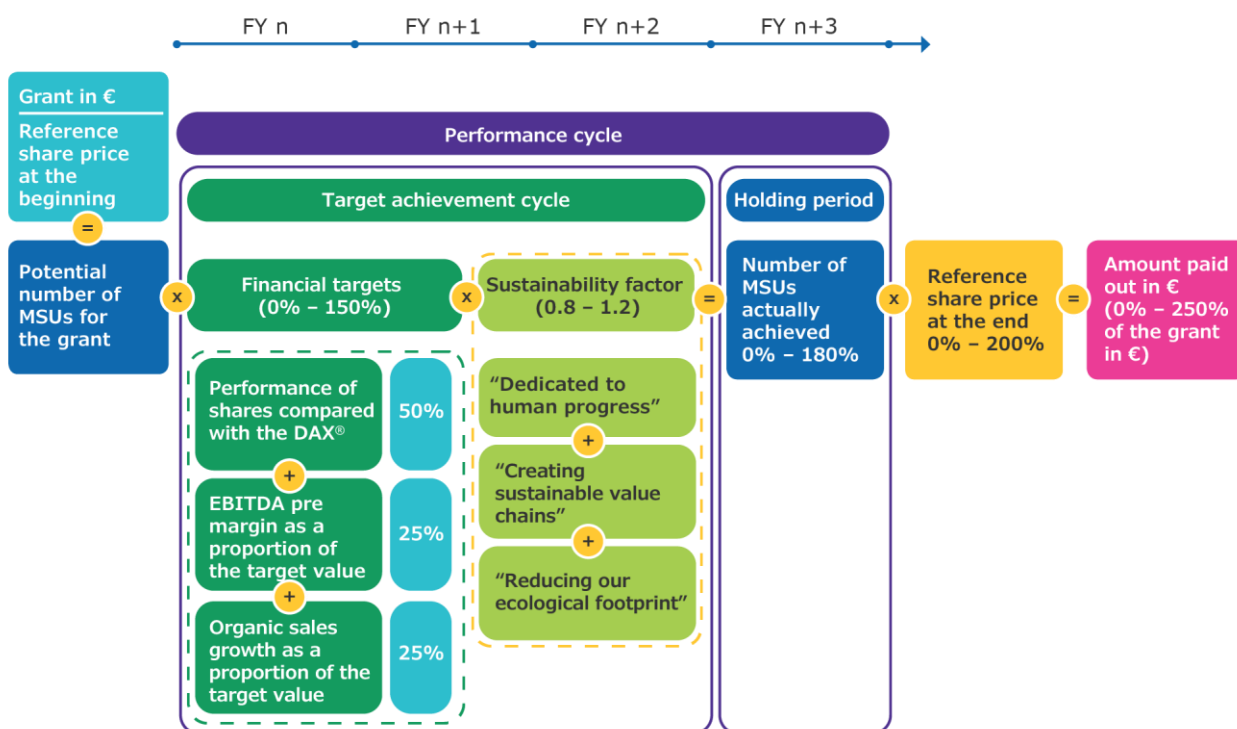 FY n
FY n+1
FY n+2
FY n+3
Grant in €
Reference
share price
at the
beginning
=
Potential
number of
MSUs for
the grant
Performance cycle
Target achievement cycle
Holding period
x
Financial targets
(0% – 150%)
x
Sustainability factor
(0.8 – 1.2)
=
Number of
MSUs
actually
achieved
0% – 180%
x
Reference
share price
at the end
0% – 200%
=
Amount paid
out in €
(0% – 250%
of the grant
in €)
Performance of
shares compared
with the DAX®
50%
+
EBITDA pre
margin as a
proportion of
the target value
25%
+
Organic sales
growth as a
proportion of the
target value
25%
“Dedicated to
human progress”
+
“Creating
sustainable value
chains”
+
“Reducing our
ecological footprint”